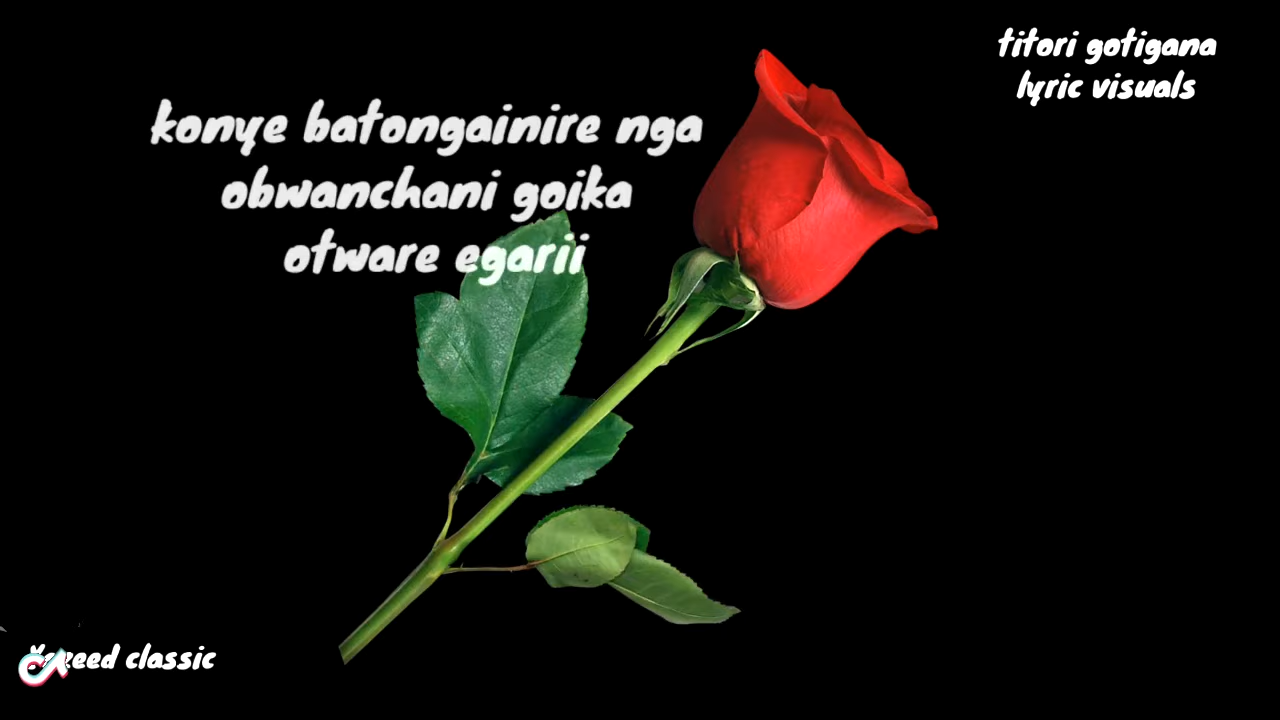 titori gotigana
lyric visuals
konye batongainire nga
obwanchani goika
otware egarii
classic